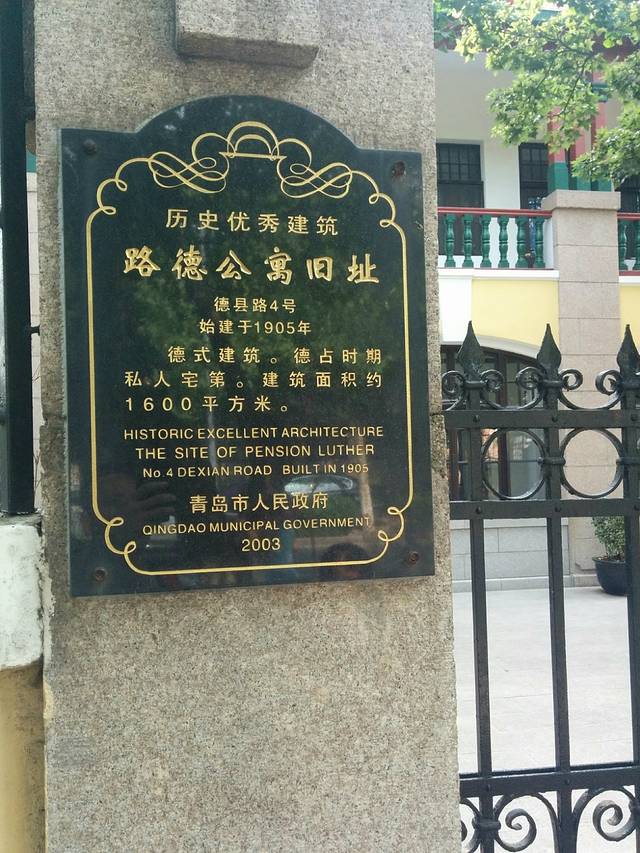 历史优秀建筑
路德公寓旧址
德县路4号
始建于1905年
德式建筑。德占时期
私人宅第。建筑面积约
1600平方米。
HISTORIC EXCELLENT ARCHITECTURE
THE SITE OF PENSION LUTHER
No.4 DEXIAN ROAD BUILT IN 1905
青岛市人民政府
QINGDAO MUNICIPAL GOVERNMENT
2003